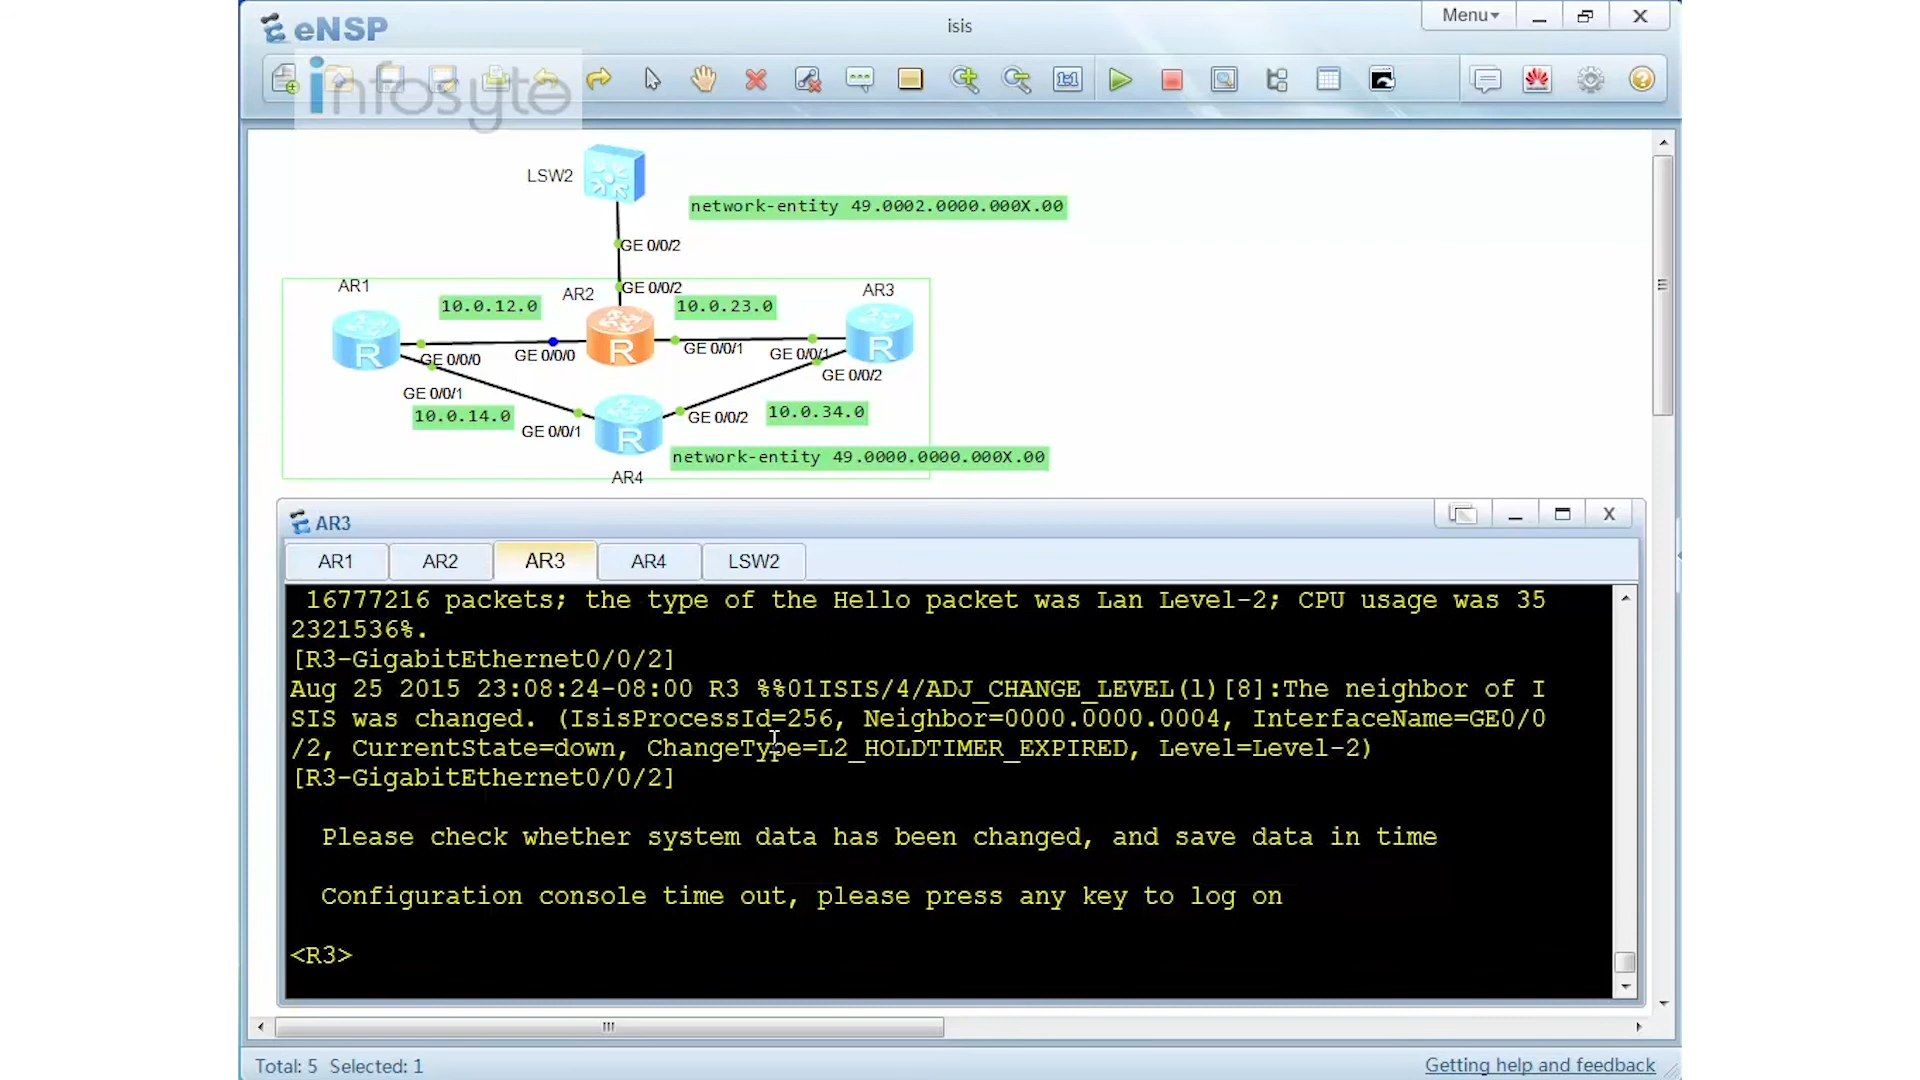 eNSP
isis
Menu
infosyte
1:1
LSW2
network-entity 49.0002.0000.000X.00
GE 0/0/2
AR1
AR2
GE 0/0/2
AR3
10.0.12.0
10.0.23.0
R
R
R
GE 0/0/0
GE 0/0/0
GE 0/0/1
GE 0/0/1
GE 0/0/2
GE 0/0/1
10.0.14.0
GE 0/0/1
R
GE 0/0/2
10.0.34.0
network-entity 49.0000.0000.000X.00
AR4
AR3
AR1 AR2 AR3 AR4 LSW2
16777216 packets; the type of the Hello packet was Lan Level-2; CPU usage was 35
2321536%.
[R3-GigabitEthernet0/0/2]
Aug 25 2015 23:08:24-08:00 R3 %%01ISIS/4/ADJ_CHANGE_LEVEL(l)[8]:The neighbor of I
SIS was changed. (IsisProcessId=256, Neighbor=0000.0000.0004, InterfaceName=GE0/0
/2, CurrentState=down, ChangeType=L2_HOLDTIMER_EXPIRED, Level=Level-2)
[R3-GigabitEthernet0/0/2]
Please check whether system data has been changed, and save data in time
Configuration console time out, please press any key to log on
<R3>
Total: 5 Selected: 1
Getting help and feedback